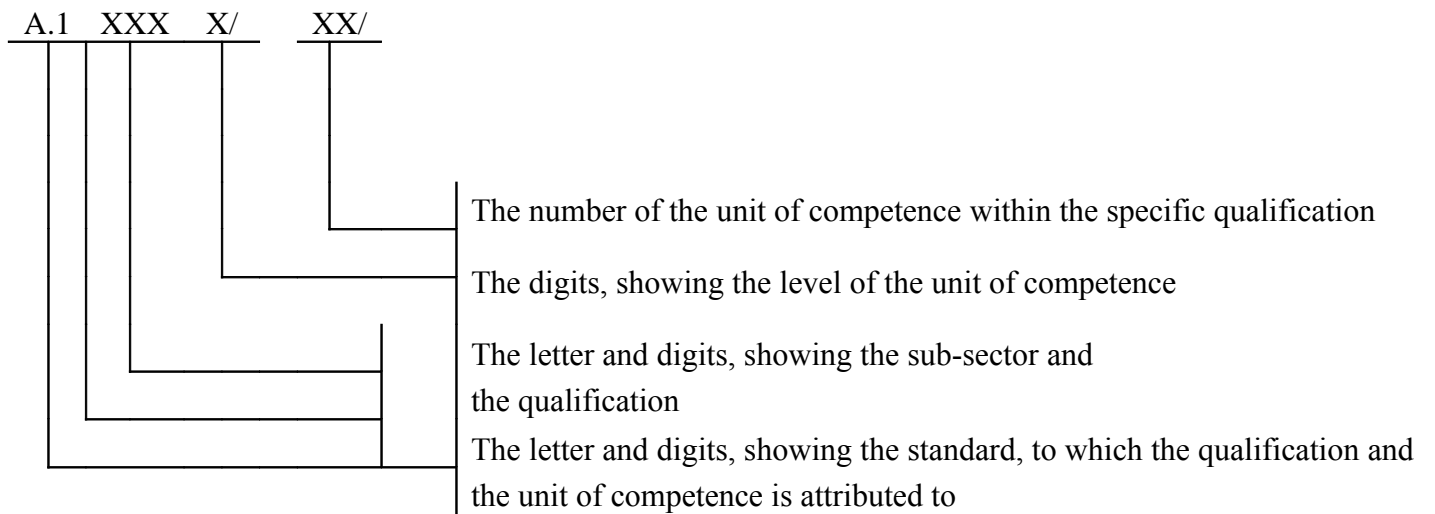 A.1 XXX X/ XX/
The number of the unit of competence within the specific qualification
The digits, showing the level of the unit of competence
The letter and digits, showing the sub-sector and
the qualification
The letter and digits, showing the standard, to which the qualification and
the unit of competence is attributed to